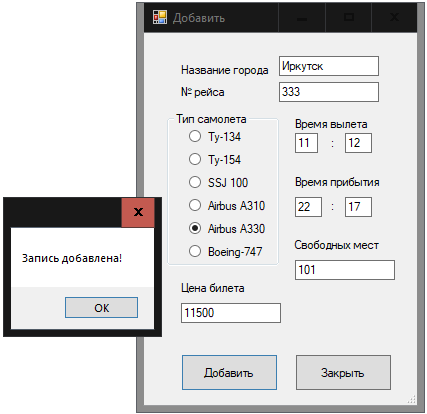 Добавить
Название города
Иркутск
№ рейса
333
Тип самолета
Ту-134
Ту-154
SSJ 100
Airbus A310
Airbus A330
Boeing-747
Время вылета
11 : 12
Время прибытия
22 : 17
Свободных мест
101
Цена билета
11500
Добавить
Закрыть
Запись добавлена!
OK